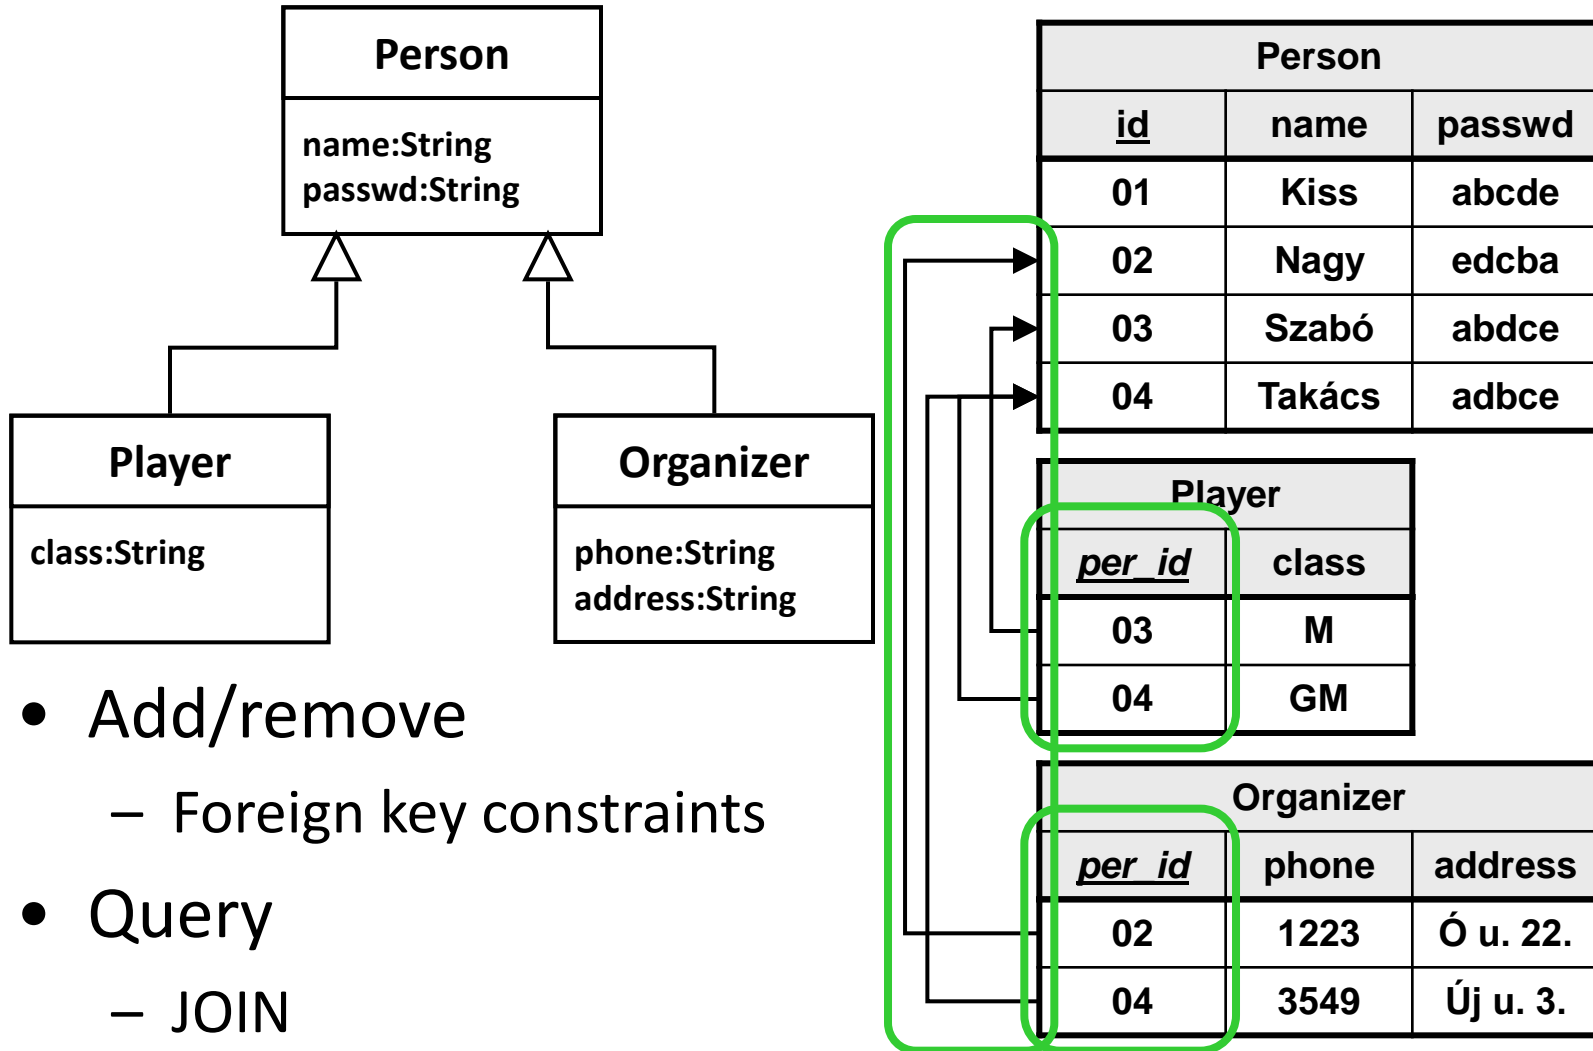 Person
name:String
passwd:String
Player
class:String
Organizer
phone:String
address:String
• Add/remove
– Foreign key constraints
• Query
– JOIN
Person
id name passwd
01 Kiss abcde
02 Nagy edcba
03 Szabó abdce
04 Takács adbce
Player
per_id class
03 M
04 GM
Organizer
per_id phone address
02 1223 Ó u. 22.
04 3549 Új u. 3.